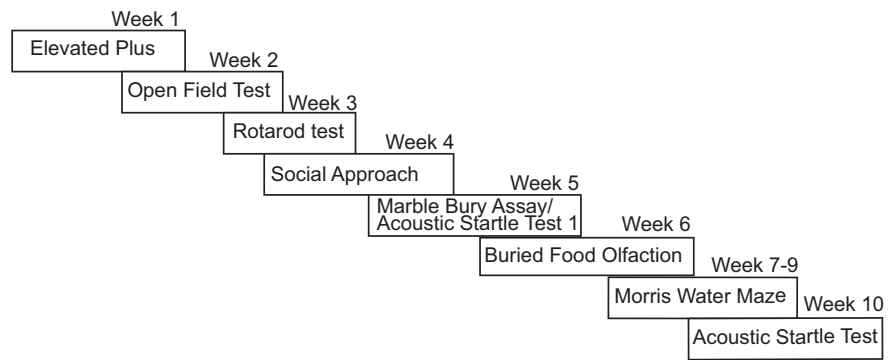 Week 1
Elevated Plus
Week 2
Open Field Test
Week 3
Rotarod test
Week 4
Social Approach
Week 5
Marble Bury Assay/
Acoustic Startle Test 1
Week 6
Buried Food Olfaction
Week 7-9
Morris Water Maze
Week 10
Acoustic Startle Test